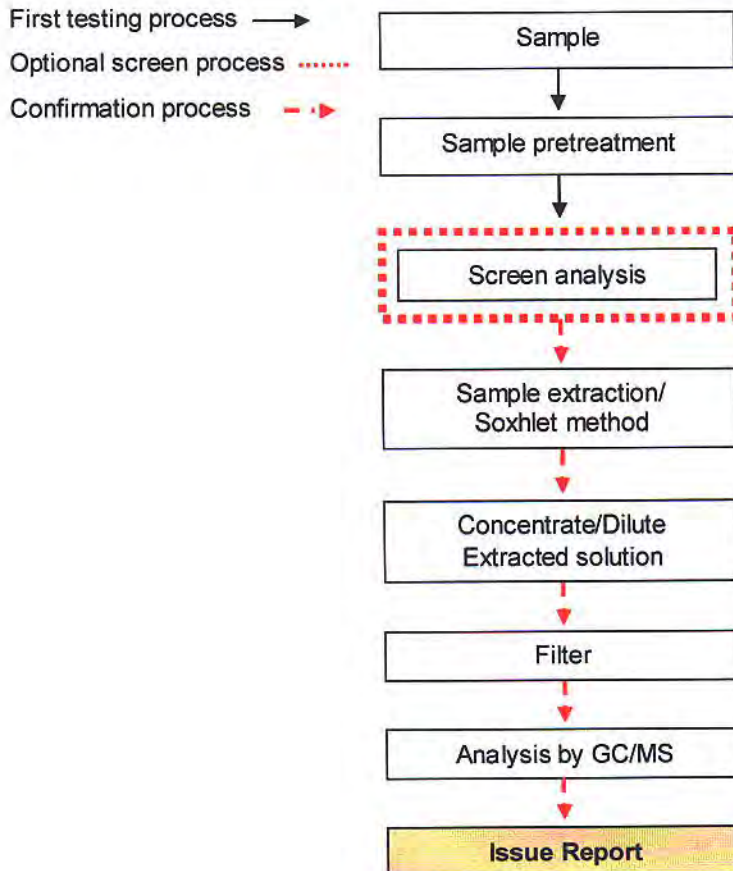 First testing process
Optional screen process
Confirmation process
Sample
Sample pretreatment
Screen analysis
Sample extraction/
Soxhlet method
Concentrate/Dilute
Extracted solution
Filter
Analysis by GC/MS
Issue Report